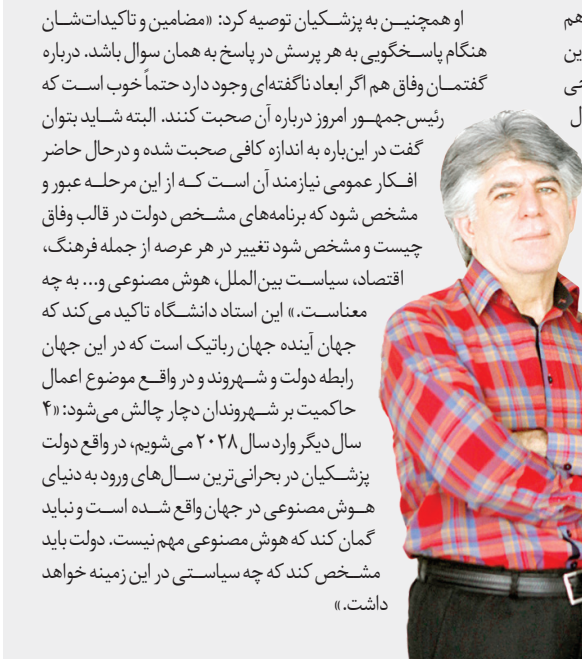 او همچنین به پزشکیان توصیه کرد: «مضامین و تاکیدات‌شان
هنگام پاسخگویی به هر پرسش در پاسخ به همان سوال باشد. درباره
گفتمان وفاق هم اگر ابعاد ناگفته‌ای وجود دارد حتماً خوب است که
رئیس‌جمهور امروز درباره آن صحبت کنند. البته شاید بتوان
گفت در این‌باره به اندازه کافی صحبت شده و درحال حاضر
افکار عمومی نیازمند آن است که از این مرحله عبور و
مشخص شود که برنامه‌های مشخص دولت در قالب وفاق
چیست و مشخص شود تغییر در هر عرصه از جمله فرهنگ،
اقتصاد، سیاست بین‌الملل، هوش مصنوعی و... به چه
معناست.» این استاد دانشگاه تاکید می‌کند که
جهان آینده جهان رباتیک است که در این جهان
رابطه دولت و شهروند و در واقع موضوع اعمال
حاکمیت بر شهروندان دچار چالش می‌شود: «۴
سال دیگر وارد سال ۲۰۲۸ می‌شویم، در واقع دولت
پزشکیان در بحرانی‌ترین سال‌های ورود به دنیای
هوش مصنوعی در جهان واقع شده است و نباید
گمان کند که هوش مصنوعی مهم نیست. دولت باید
مشخص کند که چه سیاستی در این زمینه خواهد
داشت.»